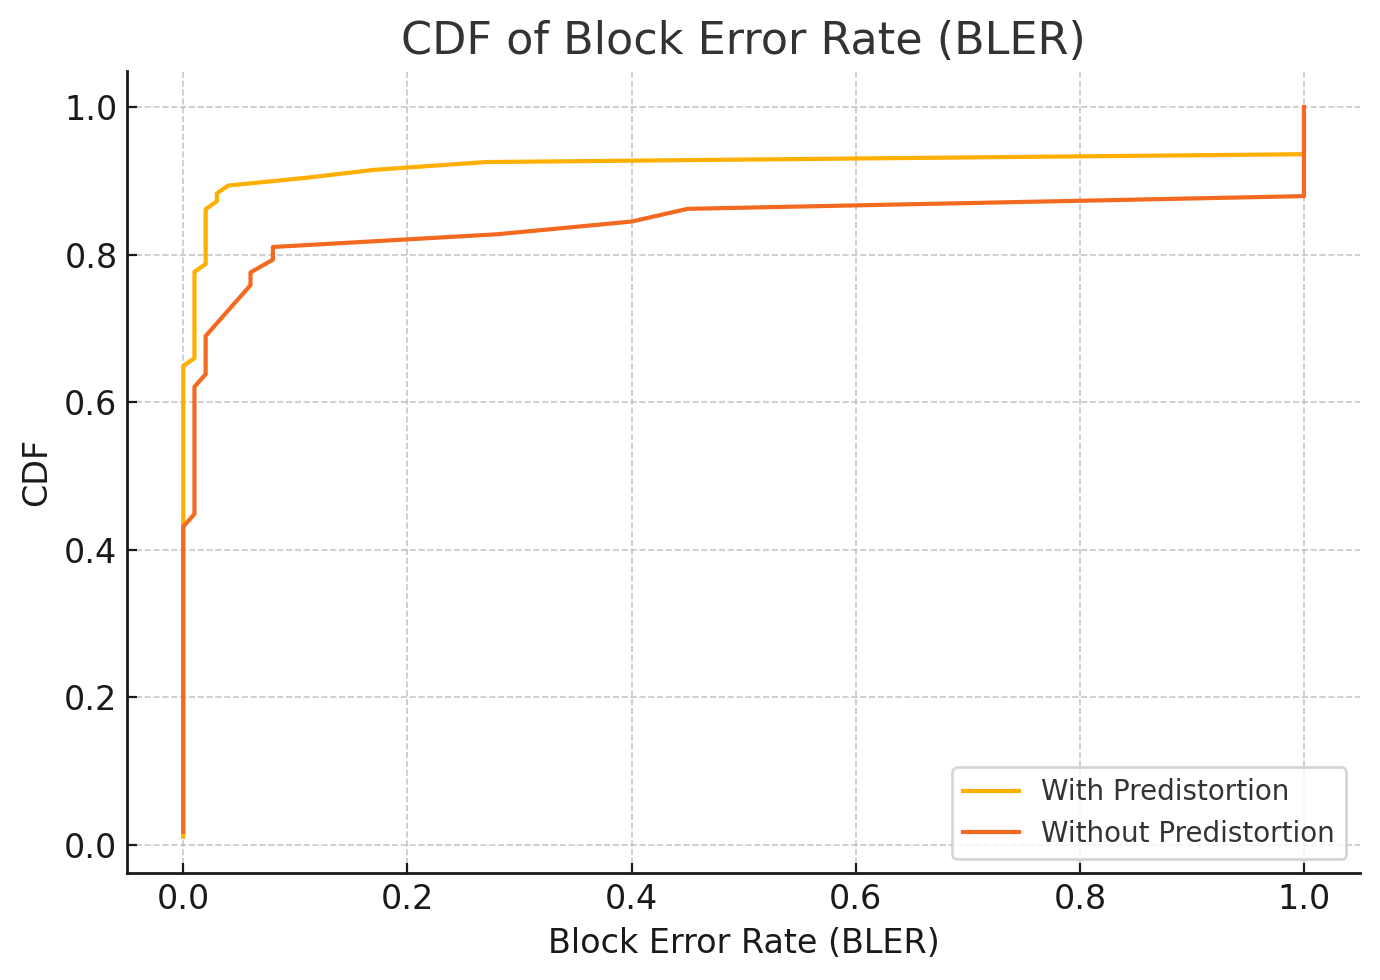 CDF of Block Error Rate (BLER)
CDF
1.0
0.8
0.6
0.4
0.2
0.0
With Predistortion
Without Predistortion
0.0 0.2 0.4 0.6 0.8 1.0
Block Error Rate (BLER)